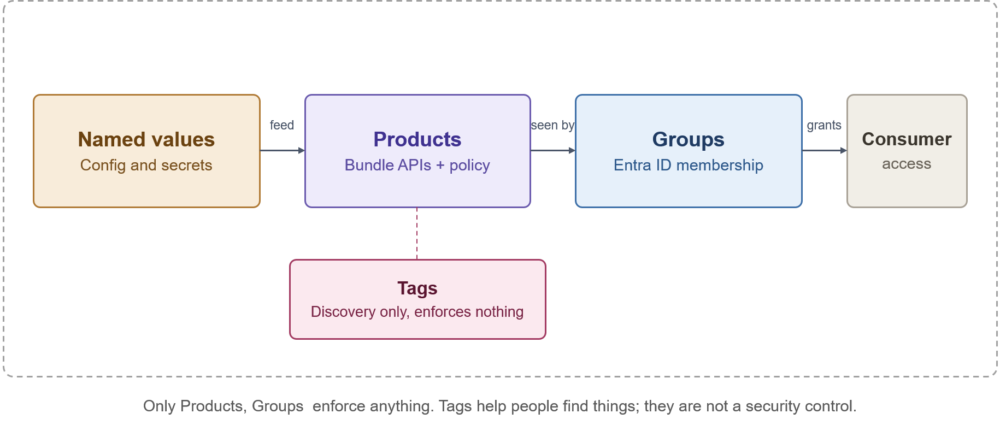 Named values
Config and secrets
feed
Products
Bundle APIs + policy
seen by
Groups
Entra ID membership
grants
Consumer
access
Tags
Discovery only, enforces nothing
Only Products, Groups  enforce anything. Tags help people find things; they are not a security control.